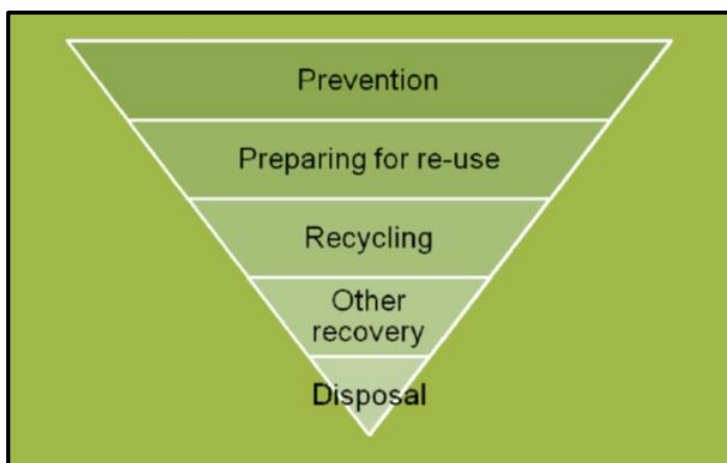 Prevention
Preparing for re-use
Recycling
Other
recovery
Disposal